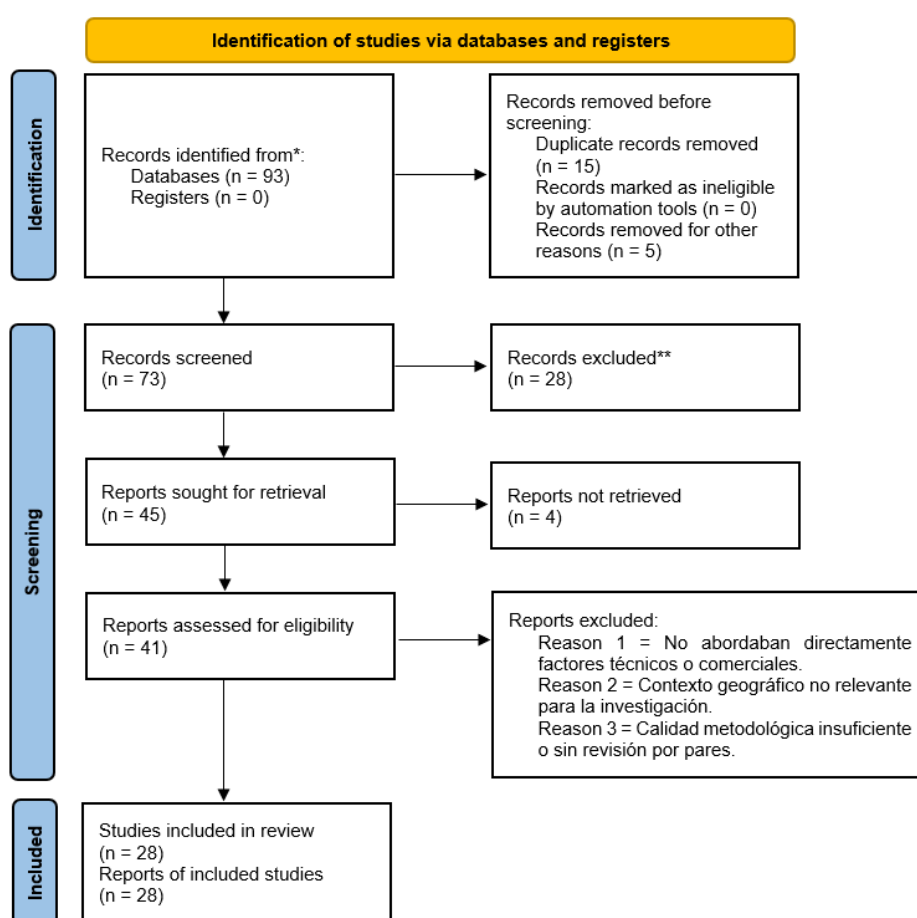 Identification of studies via databases and registers
Identification
Records identified from*:
Databases (n = 93)
Registers (n = 0)
Records removed before
screening:
Duplicate records removed
(n = 15)
Records marked as ineligible
by automation tools (n = 0)
Records removed for other
reasons (n = 5)
Screening
Records screened
(n = 73)
Records excluded**
(n = 28)
Reports sought for retrieval
(n = 45)
Reports not retrieved
(n = 4)
Reports assessed for eligibility
(n = 41)
Reports excluded:
Reason 1 = No abordaban directamente
factores técnicos o comerciales.
Reason 2 = Contexto geográfico no relevante
para la investigación.
Reason 3 = Calidad metodológica insuficiente
o sin revisión por pares.
Included
Studies included in review
(n = 28)
Reports of included studies
(n = 28)